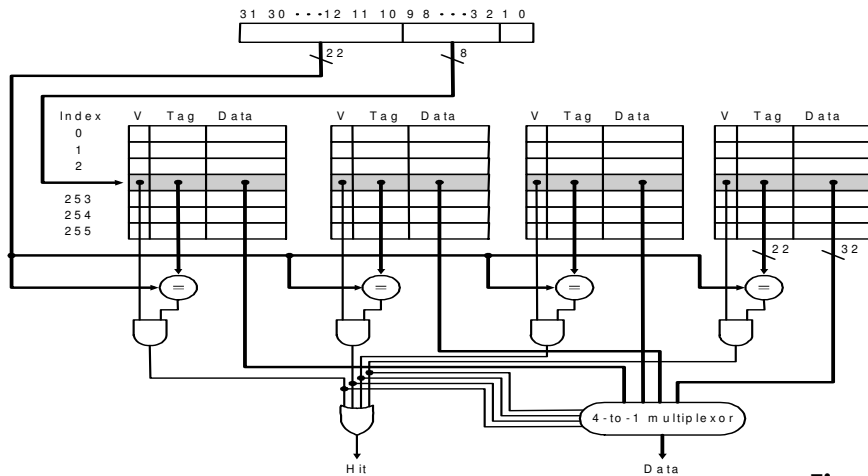 31 30 ···12 11 10 9 8 ···3 2 1 0
22
8
Index
V Tag Data
V Tag Data
V Tag Data
V Tag Data
0
1
2
253
254
255
22
32
=
=
=
=
4-to-1 multiplexor
Hit
Data